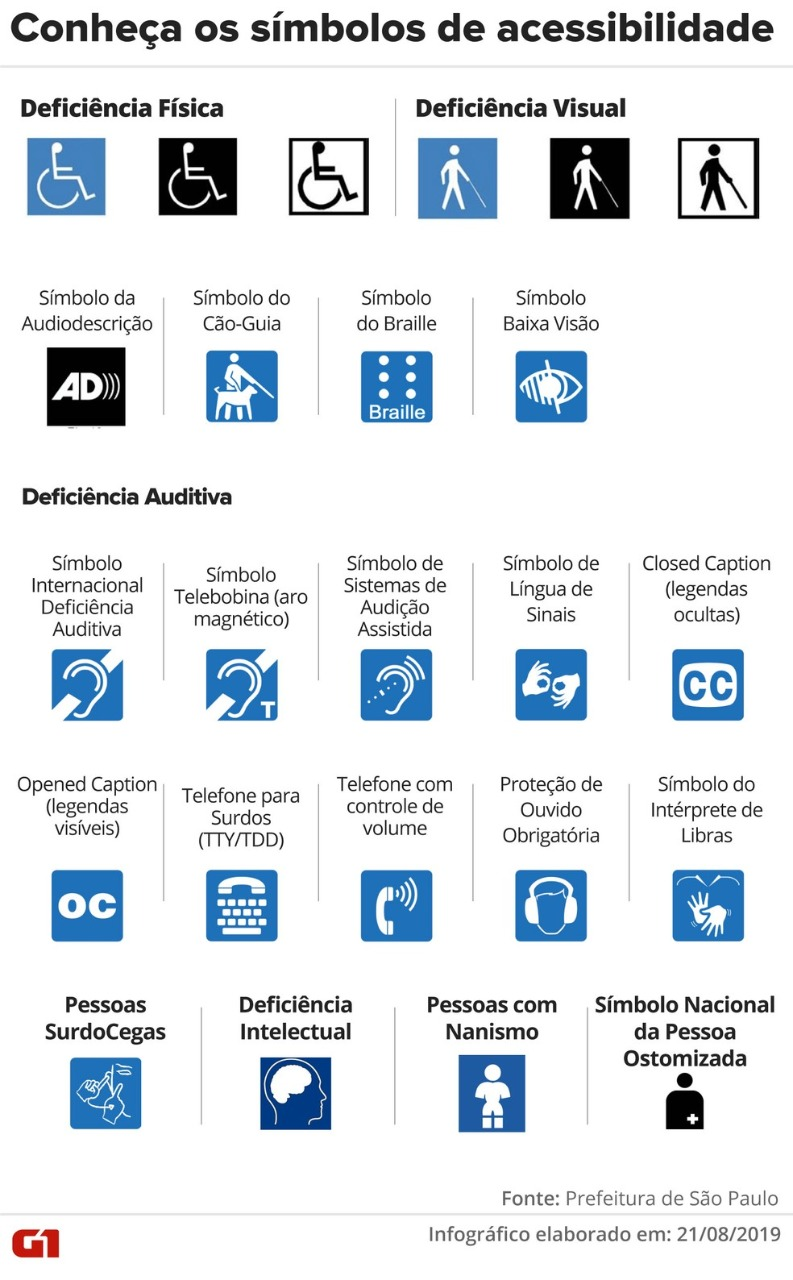 Conheça os símbolos de acessibilidade
Deficiência Física
Deficiência Visual
Símbolo da
Audiodescrição
AD
Símbolo do
Cão-Guia
Símbolo
do Braille
Braille
Símbolo
Baixa Visão
Deficiência Auditiva
Símbolo
Internacional
Deficiência
Auditiva
Símbolo
Telebobina (aro
magnético)
T
Símbolo de
Sistemas de
Audição
Assistida
Símbolo de
Língua de
Sinais
Closed Caption
(legendas
ocultas)
CC
Opened Caption
(legendas
visíveis)
OC
Telefone para
Surdos
(TTY/TDD)
Telefone com
controle de
volume
Proteção de
Ouvido
Obrigatória
Símbolo do
Intérprete de
Libras
Pessoas
SurdoCegas
Deficiência
Intelectual
Pessoas com
Nanismo
Símbolo Nacional
da Pessoa
Ostomizada
Fonte: Prefeitura de São Paulo
G1
Infográfico elaborado em: 21/08/2019